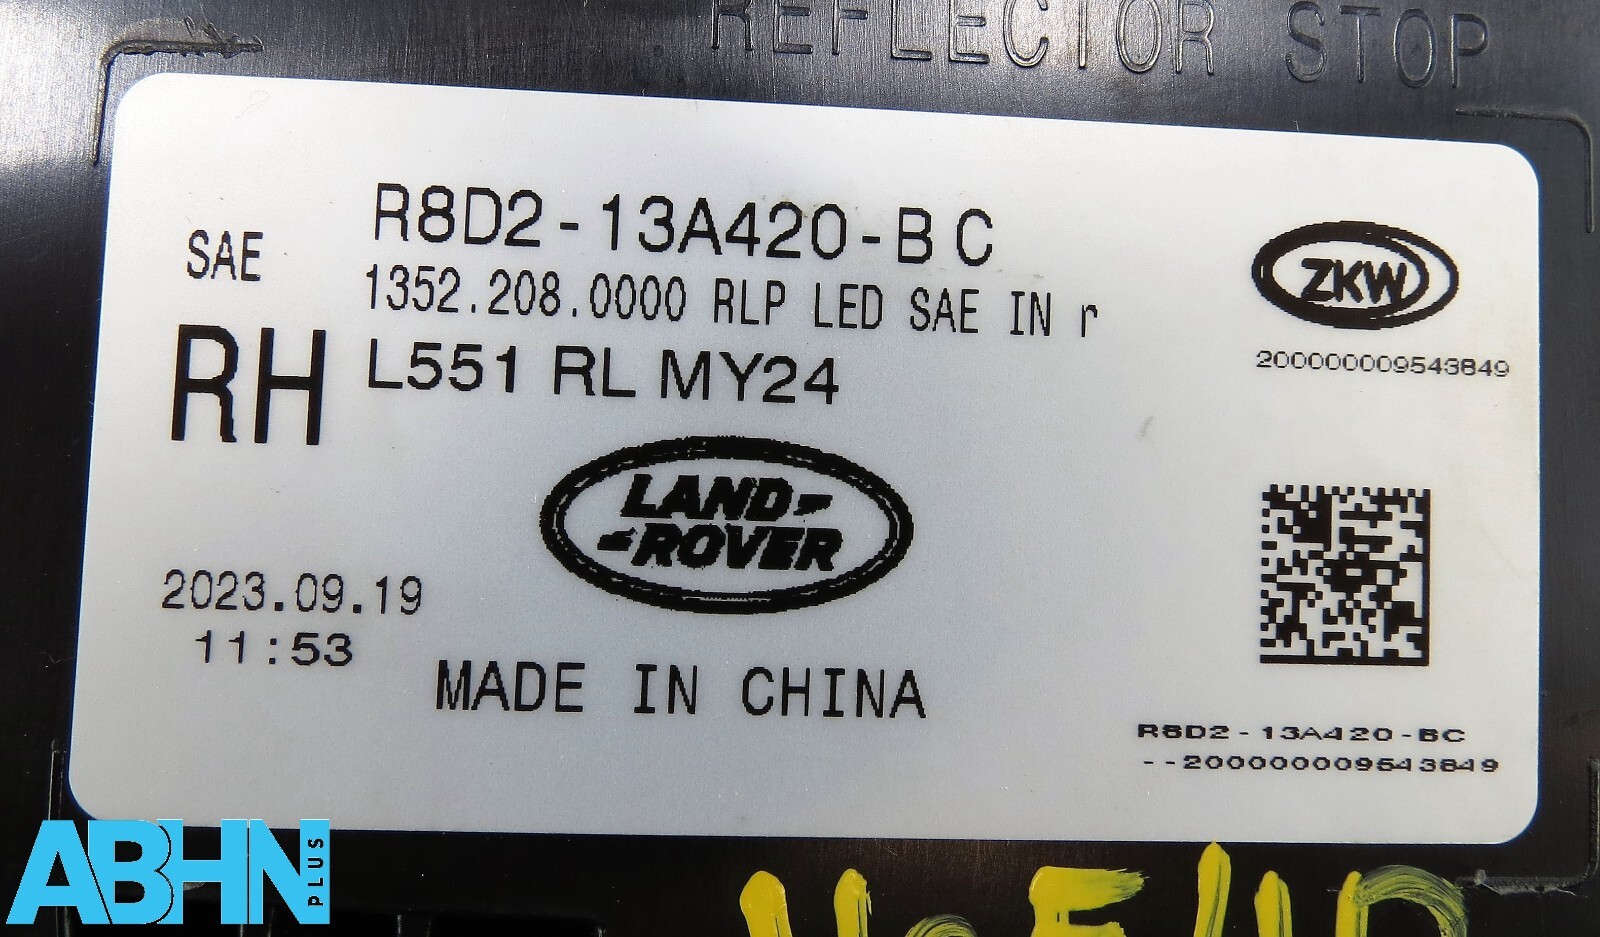 REFLECTOR STOP
SAE
R8D2-13A420-BC
1352.208.0000 RLP LED SAE IN r
RH
L551 RL MY24
ZKW
200000009543849
LAND
ROVER
2023.09.19
11:53
MADE IN CHINA
R8D2-13A420-BC
--200000009543849
ABHN PLUS